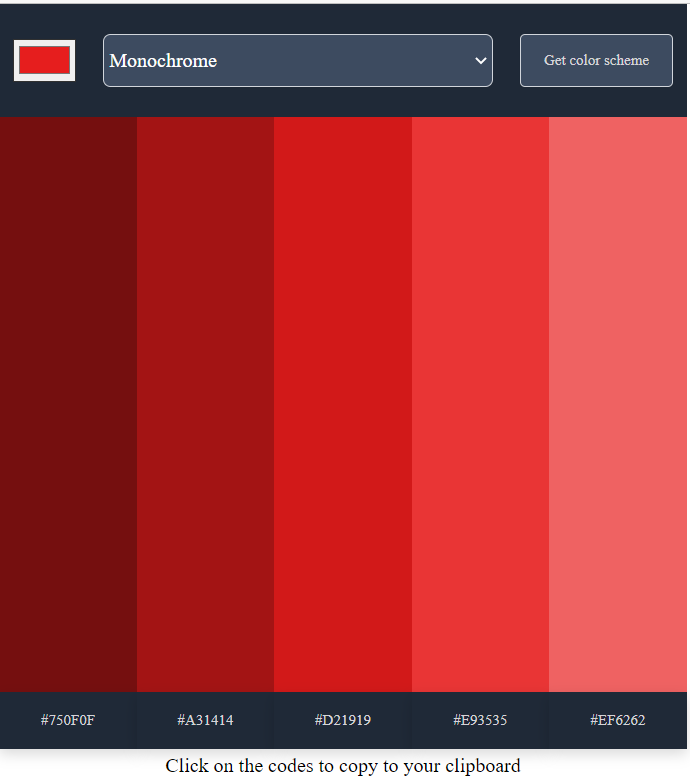 Monochrome
Get color scheme
#750F0F
#A31414
#D21919
#E93535
#EF6262
Click on the codes to copy to your clipboard